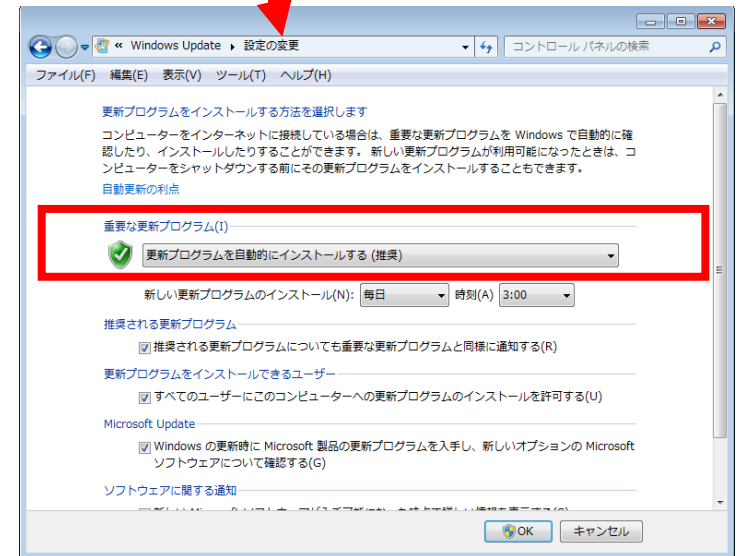 « Windows Update ▸ 設定の変更
コントロール パネルの検索
ファイル(F) 編集(E) 表示(V) ツール(T) ヘルプ(H)
更新プログラムをインストールする方法を選択します
コンピューターをインターネットに接続している場合は、重要な更新プログラムを Windows で自動的に確
認したり、インストールしたりすることができます。 新しい更新プログラムが利用可能になったときは、コ
ンピューターをシャットダウンする前にその更新プログラムをインストールすることもできます。
自動更新の利点
重要な更新プログラム(I)
更新プログラムを自動的にインストールする (推奨)
新しい更新プログラムのインストール(N): 毎日 時刻(A) 3:00
推奨される更新プログラム
推奨される更新プログラムについても重要な更新プログラムと同様に通知する(R)
更新プログラムをインストールできるユーザー
すべてのユーザーにこのコンピューターへの更新プログラムのインストールを許可する(U)
Microsoft Update
Windows の更新時に Microsoft 製品の更新プログラムを入手し、新しいオプションの Microsoft
ソフトウェアについて確認する(G)
ソフトウェアに関する通知
OK キャンセル